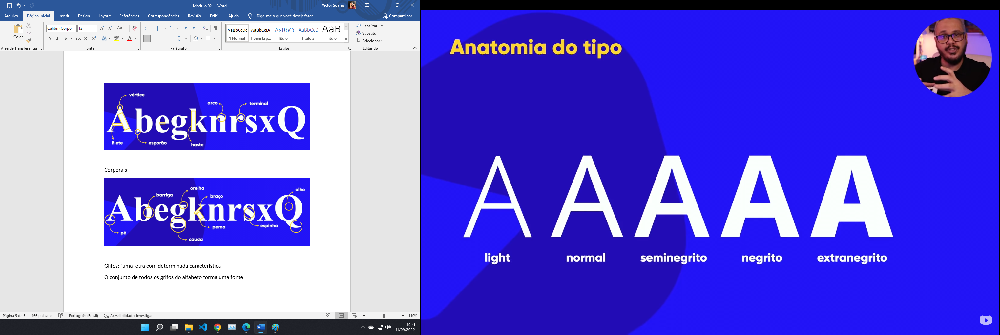 Módulo 02 - Word
Victor Soares
Arquivo Página Inicial Inserir Design Layout Referências Correspondências Revisão Exibir Ajuda Diga-me o que você deseja fazer Compartilhar
Colar
Calibri (Corpo 12
N I S abc x₂ x²
AaBbCcDc AaBbCcDc AaBbCc AaBbCcD AaB
¶ Normal ¶ Sem Esp... Título 1 Título 2 Título
Localizar
Substituir
Selecionar
Área de Transferência Fonte Parágrafo Estilos Editando
vértice
arco terminal
AbegknrsxQ
filete esporão haste
Corporais
orelha olho
barriga braço
AbegknrsxQ
perna espinha
pé
cauda
Glifos: ´uma letra com determinada característica
O conjunto de todos os grifos do alfabeto forma uma fonte
Página 5 de 5 466 palavras Português (Brasil) Acessibilidade: investigar 110%
19:41
11/09/2022
Anatomia do tipo
A A A A A
light normal seminegrito negrito extranegrito